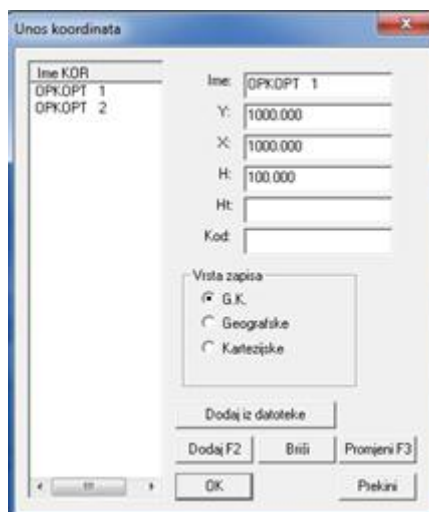 Unos koordinata
Ime KOR
OPKOPT 1
OPKOPT 2
Ime: OPKOPT 1
Y: 1000.000
X: 1000.000
H: 100.000
Ht:
Kod:
Vrsta zapisa
G.K.
Geografske
Kartezijske
Dodaj iz datoteke
Dodaj F2 Briši Promjeni F3
OK Prekini